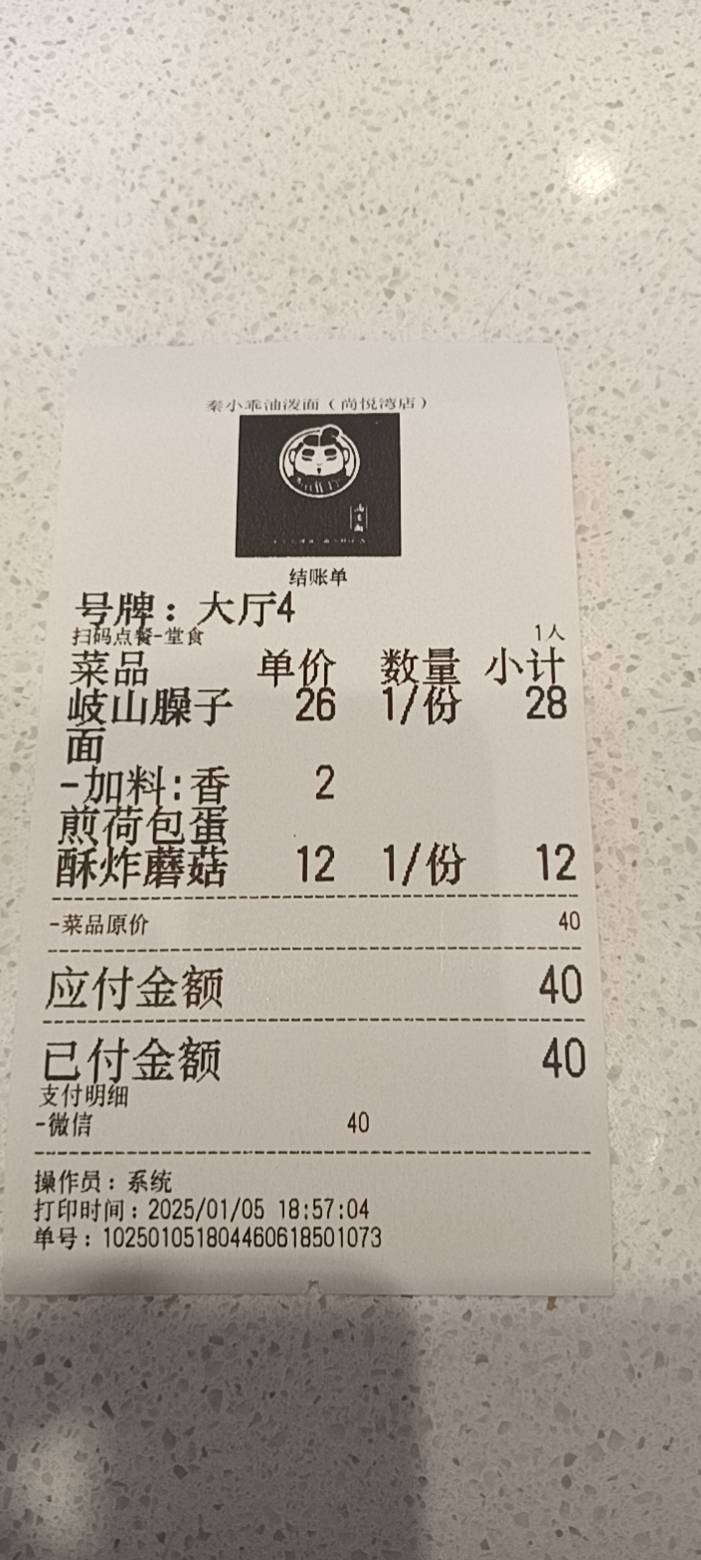 秦小乖油泼面（尚悦湾店）
结账单
号牌：大厅4
扫码点餐-堂食 1人
菜品 单价 数量 小计
岐山臊子 26 1/份 28
面
-加料:香 2
煎荷包蛋
酥炸蘑菇 12 1/份 12
-菜品原价 40
应付金额 40
已付金额 40
支付明细
-微信 40
操作员：系统
打印时间：2025/01/05 18:57:04
单号：102501051804460618501073